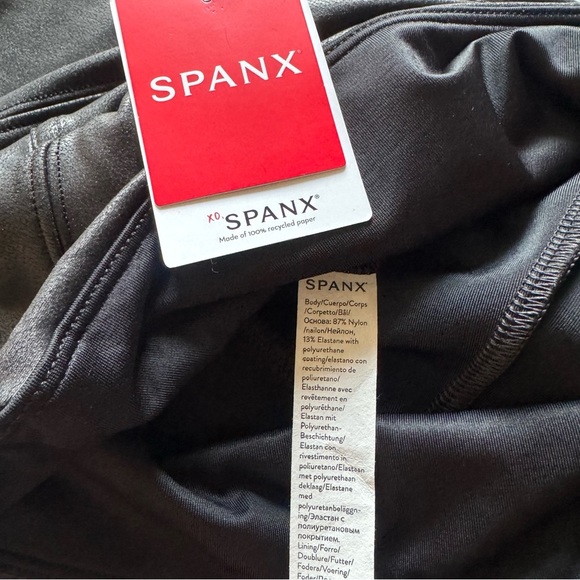 SPANX®
XO, SPANX®
Made of 100% recycled paper
SPANX®
Body/Cuerpo/Corps
/Corpetto/Bål/
Основа: 87% Nylon
/nailon/Нейлон,
13% Elastane with
polyurethane
coating/elastano con
recubrimiento de
poliuretano/
Elasthanne avec
revêtement en
polyuréthane/
Elastan mit
Polyurethan-
Beschichtung/
Elastan con
rivestimento in
poliuretano/Elastaan
met polyurethaan
deklaag/Elastane
med
polyuretanbeläggn-
ing/Эластан с
полиуретановым
покрытием.
Lining/Forro/
Doublure/Futter/
Fodera/Voering/